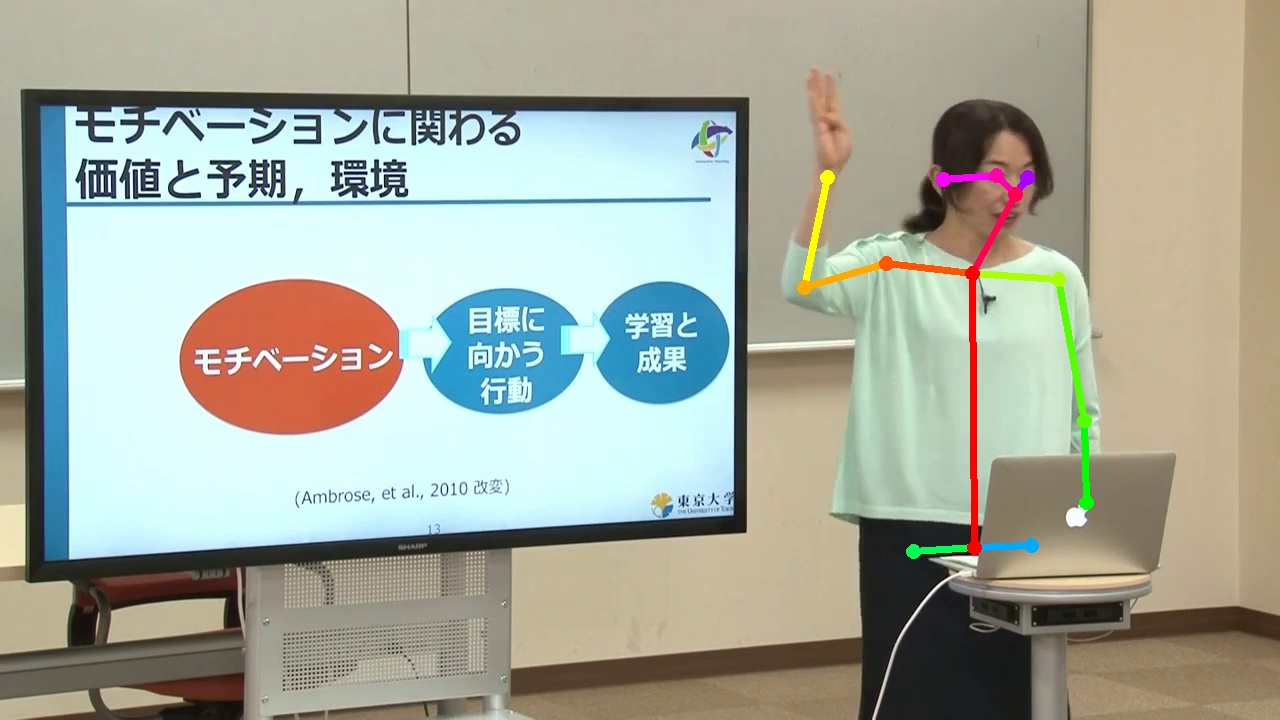 モチベーションに関わる
価値と予期，環境
モチベーション
目標に
向かう
行動
学習と
成果
(Ambrose, et al., 2010 改変)
13
東京大学
THE UNIVERSITY OF TOKYO
SHARP